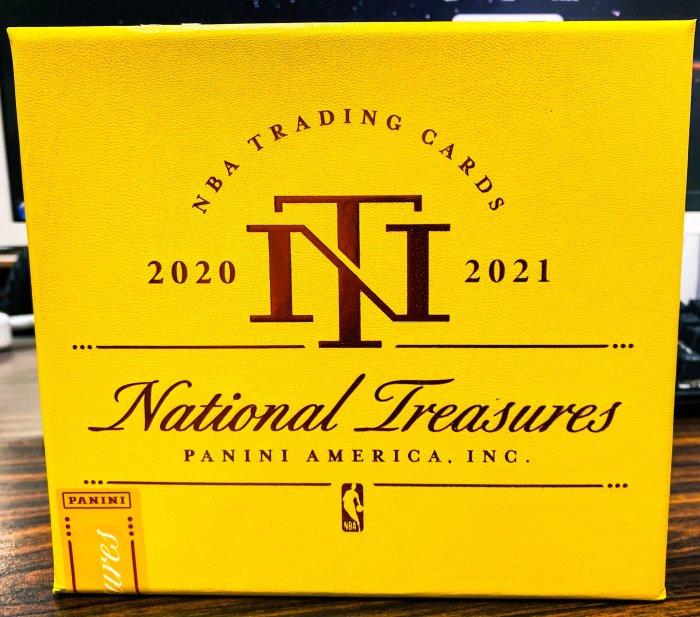 NBA TRADING CARDS
2020 NT 2021
National Treasures
PANINI AMERICA, INC.
NBA
PANINI
ures